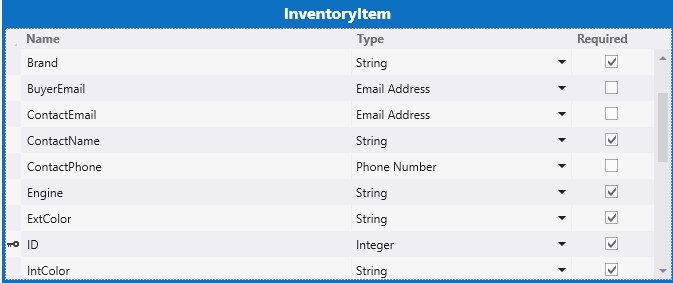 InventoryItem
Name Type Required
Brand String
BuyerEmail Email Address
ContactEmail Email Address
ContactName String
ContactPhone Phone Number
Engine String
ExtColor String
ID Integer
IntColor String